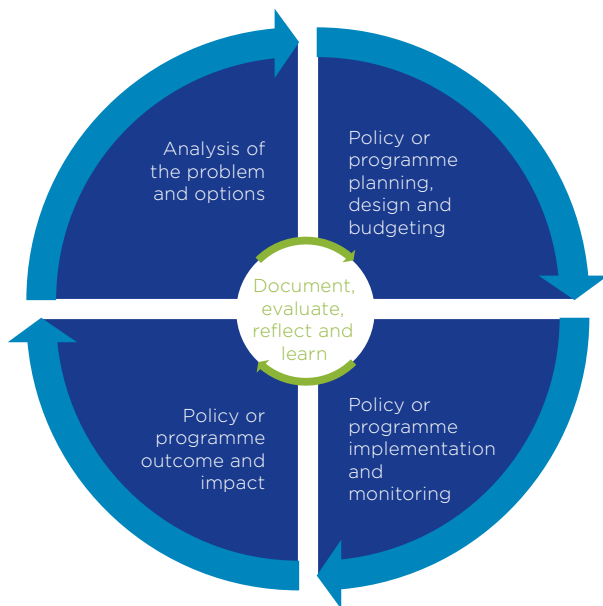 Analysis of
the problem
and options
Policy or
programme
planning,
design and
budgeting
Document,
evaluate,
reflect and
learn
Policy or
programme
outcome and
impact
Policy or
programme
implementation
and
monitoring